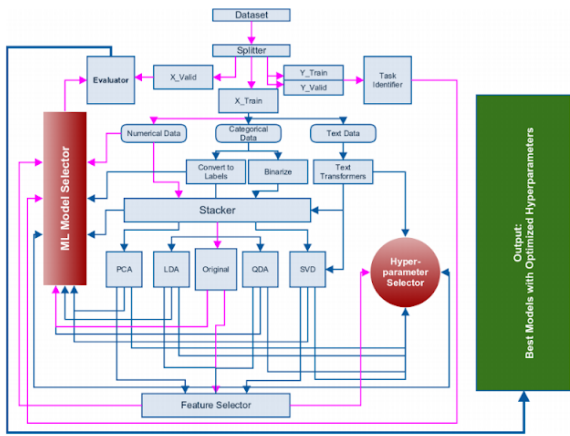 Dataset
Splitter
Evaluator
X_Valid
Y_Train
Y_Valid
Task
Identifier
X_Train
Numerical Data
Categorical
Data
Text Data
Convert to
Labels
Binarize
Text
Transformers
ML Model Selector
Stacker
PCA
LDA
Original
QDA
SVD
Hyper-
parameter
Selector
Feature Selector
Output:
Best Models with Optimized Hyperparameters